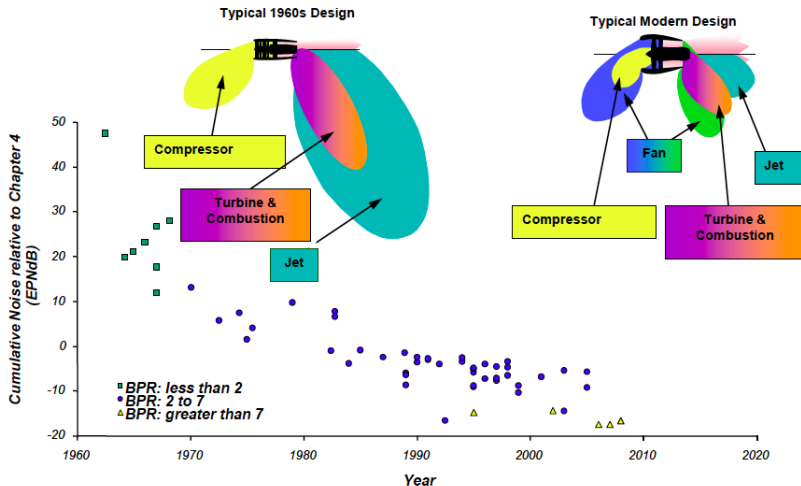 Typical 1960s Design
Typical Modern Design
Compressor
Turbine &
Combustion
Jet
Fan
Jet
Compressor
Turbine &
Combustion
Cumulative Noise relative to Chapter 4
(EPNdB)
50
40
30
20
10
0
-10
-20
BPR: less than 2
BPR: 2 to 7
BPR: greater than 7
1960
1970
1980
1990
2000
2010
2020
Year